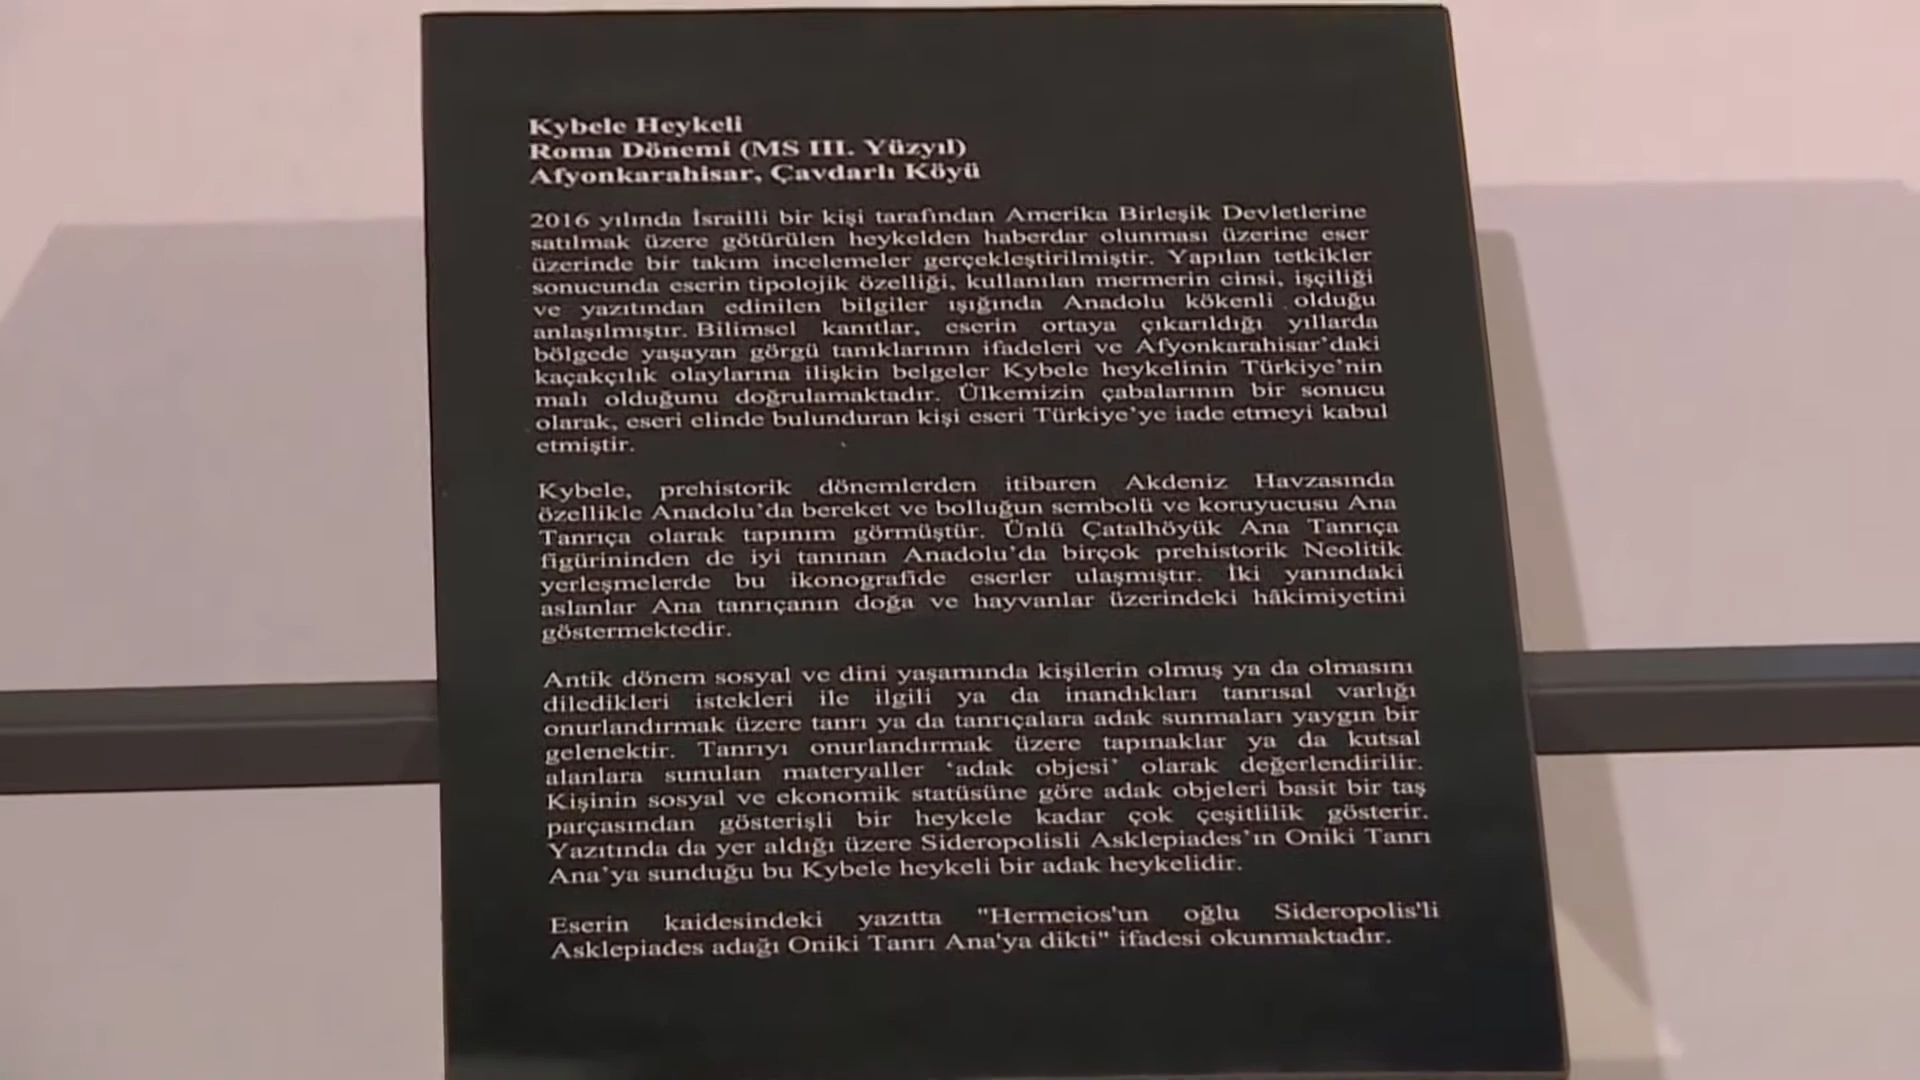 Kybele Heykeli
Roma Dönemi (MS III. Yüzyıl)
Afyonkarahisar, Çavdarlı Köyü
2016 yılında İsrailli bir kişi tarafından Amerika Birleşik Devletlerine
satılmak üzere götürülen heykelden haberdar olunması üzerine eser
üzerinde bir takım incelemeler gerçekleştirilmiştir. Yapılan tetkikler
sonucunda eserin tipolojik özelliği, kullanılan mermerin cinsi, işçiliği
ve yazıtından edinilen bilgiler ışığında Anadolu kökenli olduğu
anlaşılmıştır. Bilimsel kanıtlar, eserin ortaya çıkarıldığı yıllarda
bölgede yaşayan görgü tanıklarının ifadeleri ve Afyonkarahisar'daki
kaçakçılık olaylarına ilişkin belgeler Kybele heykelinin Türkiye'nin
malı olduğunu doğrulamaktadır. Ülkemizin çabalarının bir sonucu
olarak, eseri elinde bulunduran kişi eseri Türkiye'ye iade etmeyi kabul
etmiştir.
Kybele, prehistorik dönemlerden itibaren Akdeniz Havzasında
özellikle Anadolu'da bereket ve bolluğun sembolü ve koruyucusu Ana
Tanrıça olarak tapınım görmüştür. Ünlü Çatalhöyük Ana Tanrıça
figürininden de iyi tanınan Anadolu'da birçok prehistorik Neolitik
yerleşmelerde bu ikonografide eserler ulaşmıştır. İki yanındaki
aslanlar Ana tanrıçanın doğa ve hayvanlar üzerindeki hâkimiyetini
göstermektedir.
Antik dönem sosyal ve dini yaşamında kişilerin olmuş ya da olmasını
diledikleri istekleri ile ilgili ya da inandıkları tanrısal varlığı
onurlandırmak üzere tanrı ya da tanrıçalara adak sunmaları yaygın bir
gelenektir. Tanrıyı onurlandırmak üzere tapınaklar ya da kutsal
alanlara sunulan materyaller 'adak objesi' olarak değerlendirilir.
Kişinin sosyal ve ekonomik statüsüne göre adak objeleri basit bir taş
parçasından gösterişli bir heykele kadar çok çeşitlilik gösterir.
Yazıtında da yer aldığı üzere Sideropolisli Asklepiades'ın Oniki Tanrı
Ana'ya sunduğu bu Kybele heykeli bir adak heykelidir.
Eserin kaidesindeki yazıtta "Hermeios'un oğlu Sideropolis'li
Asklepiades adağı Oniki Tanrı Ana'ya dikti" ifadesi okunmaktadır.